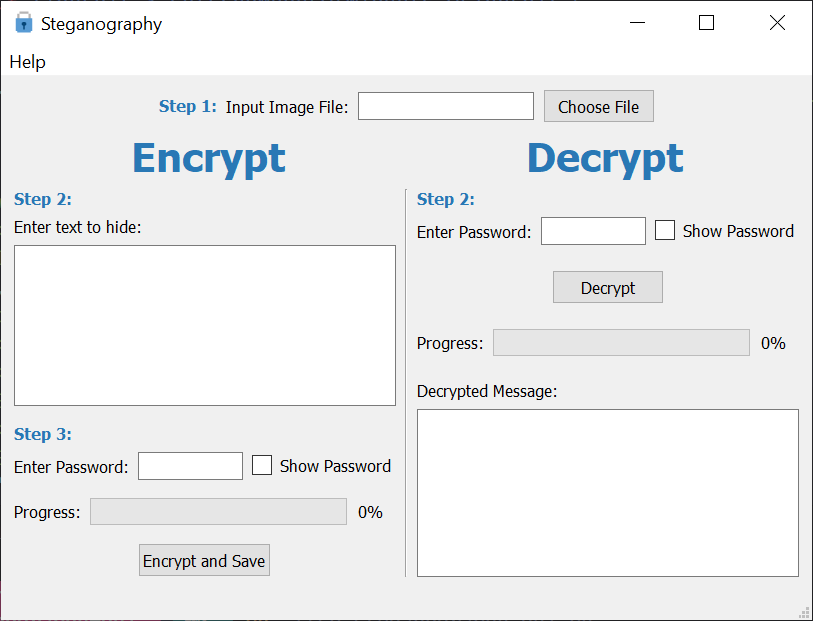 Steganography
Help
Step 1: Input Image File: Choose File
Encrypt
Step 2:
Enter text to hide:
Step 3:
Enter Password: Show Password
Progress: 0%
Encrypt and Save
Decrypt
Step 2:
Enter Password: Show Password
Decrypt
Progress: 0%
Decrypted Message: